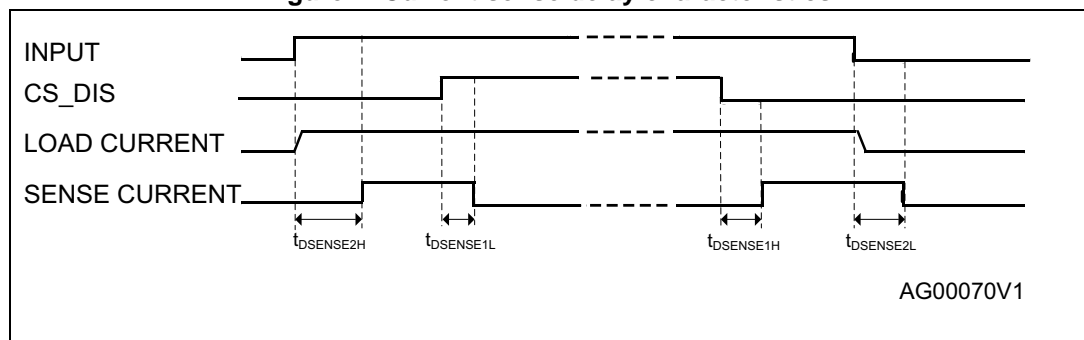 INPUT
CS_DIS
LOAD CURRENT
SENSE CURRENT
tDSENSE2H
tDSENSE1L
tDSENSE1H
tDSENSE2L
AG00070V1